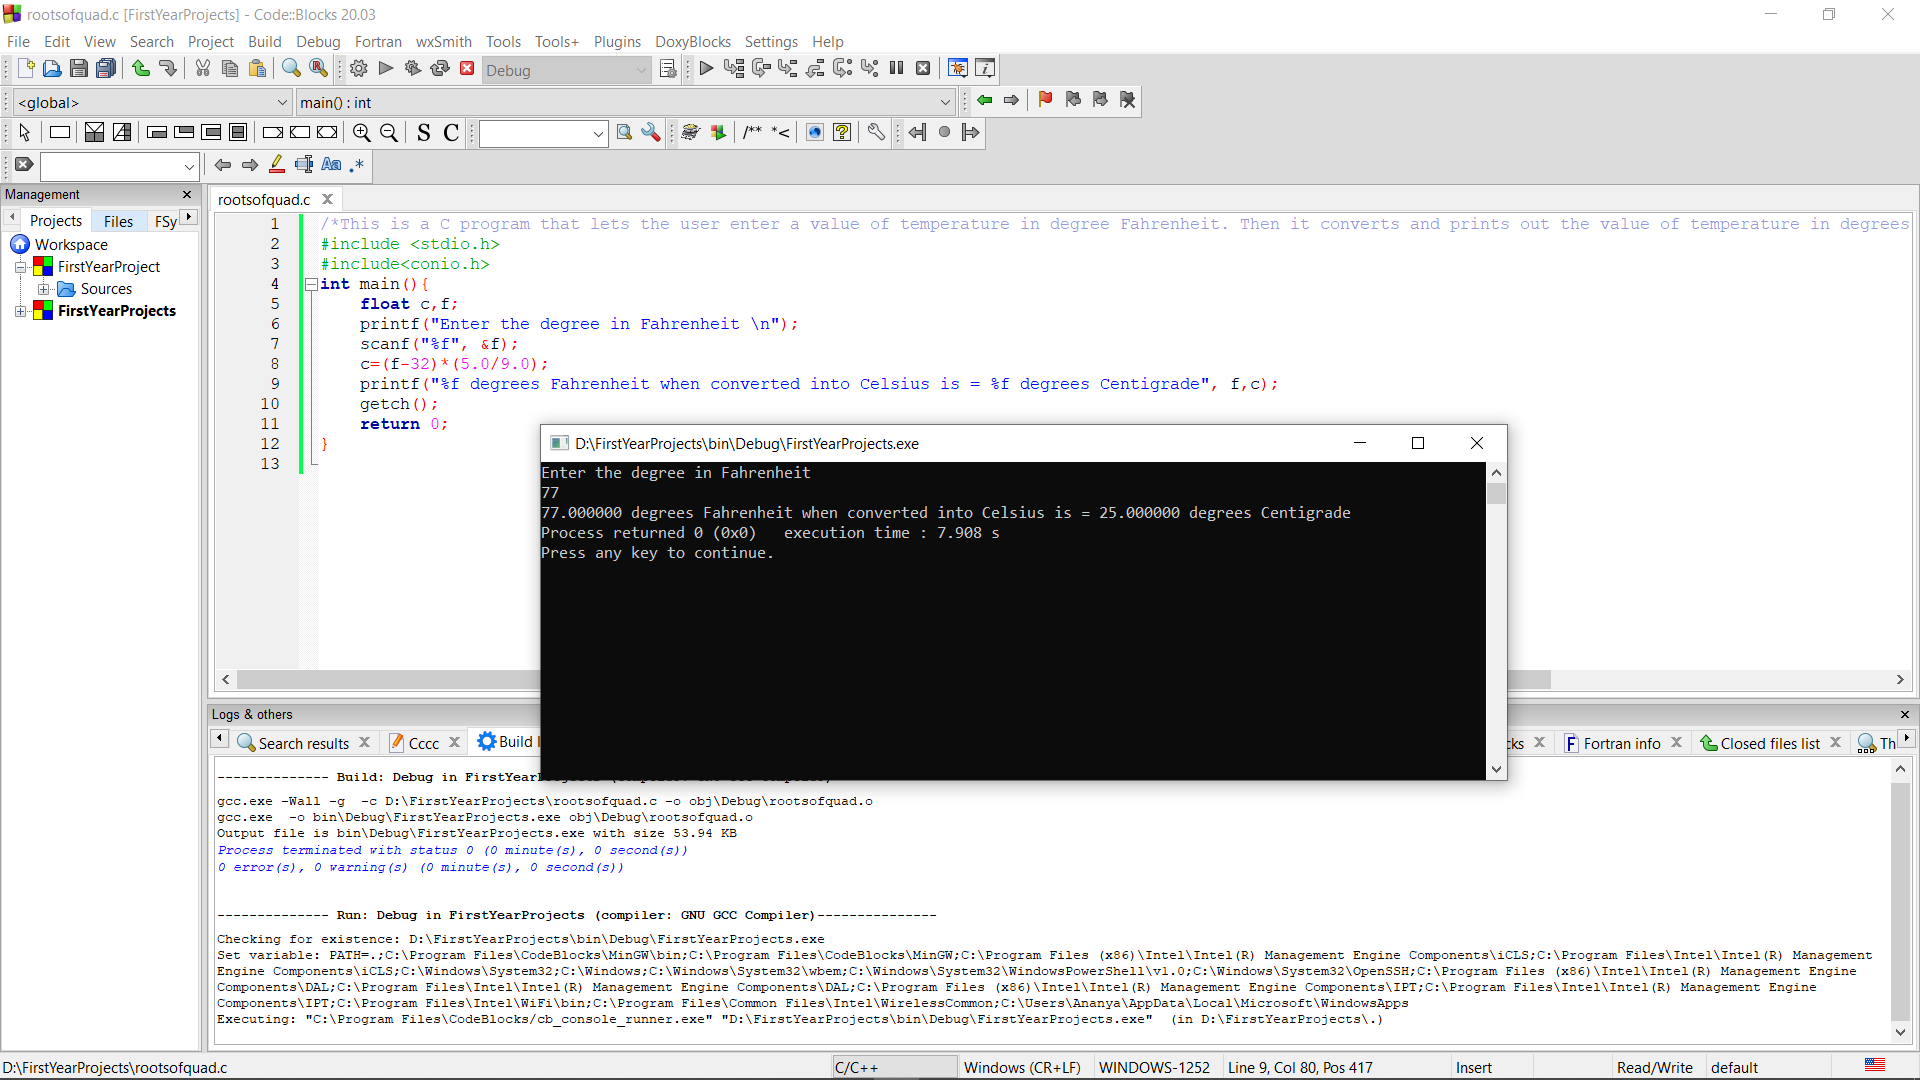 rootsofquad.c [FirstYearProjects] - Code::Blocks 20.03
File Edit View Search Project Build Debug Fortran wxSmith Tools Tools+ Plugins DoxyBlocks Settings Help
Debug
<global> main() : int
S C /** *<
Aa .*
Management
Projects Files FSy
Workspace
FirstYearProject
Sources
FirstYearProjects
rootsofquad.c
1 /*This is a C program that lets the user enter a value of temperature in degree Fahrenheit. Then it converts and prints out the value of temperature in degrees
2 #include <stdio.h>
3 #include<conio.h>
4 int main(){
5 float c,f;
6 printf("Enter the degree in Fahrenheit \n");
7 scanf("%f", &f);
8 c=(f-32)*(5.0/9.0);
9 printf("%f degrees Fahrenheit when converted into Celsius is = %f degrees Centigrade", f,c);
10 getch();
11 return 0;
12 }
13
D:\FirstYearProjects\bin\Debug\FirstYearProjects.exe
Enter the degree in Fahrenheit
77
77.000000 degrees Fahrenheit when converted into Celsius is = 25.000000 degrees Centigrade
Process returned 0 (0x0) execution time : 7.908 s
Press any key to continue.
Logs & others
Search results Cccc Build cks Fortran info Closed files list Th
-------------- Build: Debug in FirstYearProjects
gcc.exe -Wall -g -c D:\FirstYearProjects\rootsofquad.c -o obj\Debug\rootsofquad.o
gcc.exe -o bin\Debug\FirstYearProjects.exe obj\Debug\rootsofquad.o
Output file is bin\Debug\FirstYearProjects.exe with size 53.94 KB
Process terminated with status 0 (0 minute(s), 0 second(s))
0 error(s), 0 warning(s) (0 minute(s), 0 second(s))
-------------- Run: Debug in FirstYearProjects (compiler: GNU GCC Compiler)---------------
Checking for existence: D:\FirstYearProjects\bin\Debug\FirstYearProjects.exe
Set variable: PATH=.;C:\Program Files\CodeBlocks\MinGW\bin;C:\Program Files\CodeBlocks\MinGW;C:\Program Files (x86)\Intel\Intel(R) Management Engine Components\iCLS;C:\Program Files\Intel\Intel(R) Management
Engine Components\iCLS;C:\Windows\System32;C:\Windows;C:\Windows\System32\wbem;C:\Windows\System32\WindowsPowerShell\v1.0;C:\Windows\System32\OpenSSH;C:\Program Files (x86)\Intel\Intel(R) Management Engine
Components\DAL;C:\Program Files\Intel\Intel(R) Management Engine Components\DAL;C:\Program Files (x86)\Intel\Intel(R) Management Engine Components\IPT;C:\Program Files\Intel\Intel(R) Management Engine
Components\IPT;C:\Program Files\Intel\WiFi\bin;C:\Program Files\Common Files\Intel\WirelessCommon;C:\Users\Ananya\AppData\Local\Microsoft\WindowsApps
Executing: "C:\Program Files\CodeBlocks/cb_console_runner.exe" "D:\FirstYearProjects\bin\Debug\FirstYearProjects.exe" (in D:\FirstYearProjects\.)
D:\FirstYearProjects\rootsofquad.c C/C++ Windows (CR+LF) WINDOWS-1252 Line 9, Col 80, Pos 417 Insert Read/Write default